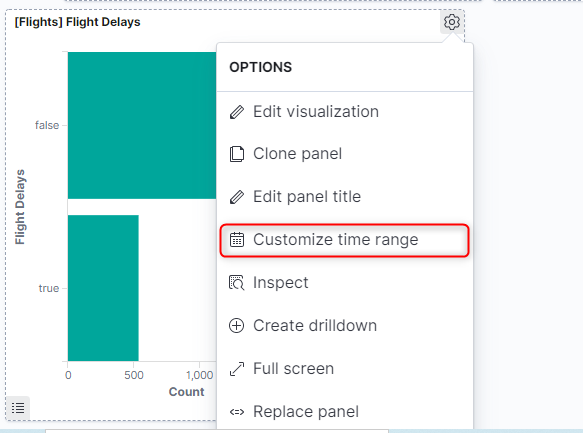 [Flights] Flight Delays
OPTIONS
Edit visualization
Clone panel
Edit panel title
Customize time range
Inspect
Create drilldown
Full screen
Replace panel
Flight Delays
false
true
0
500
1,000
Count